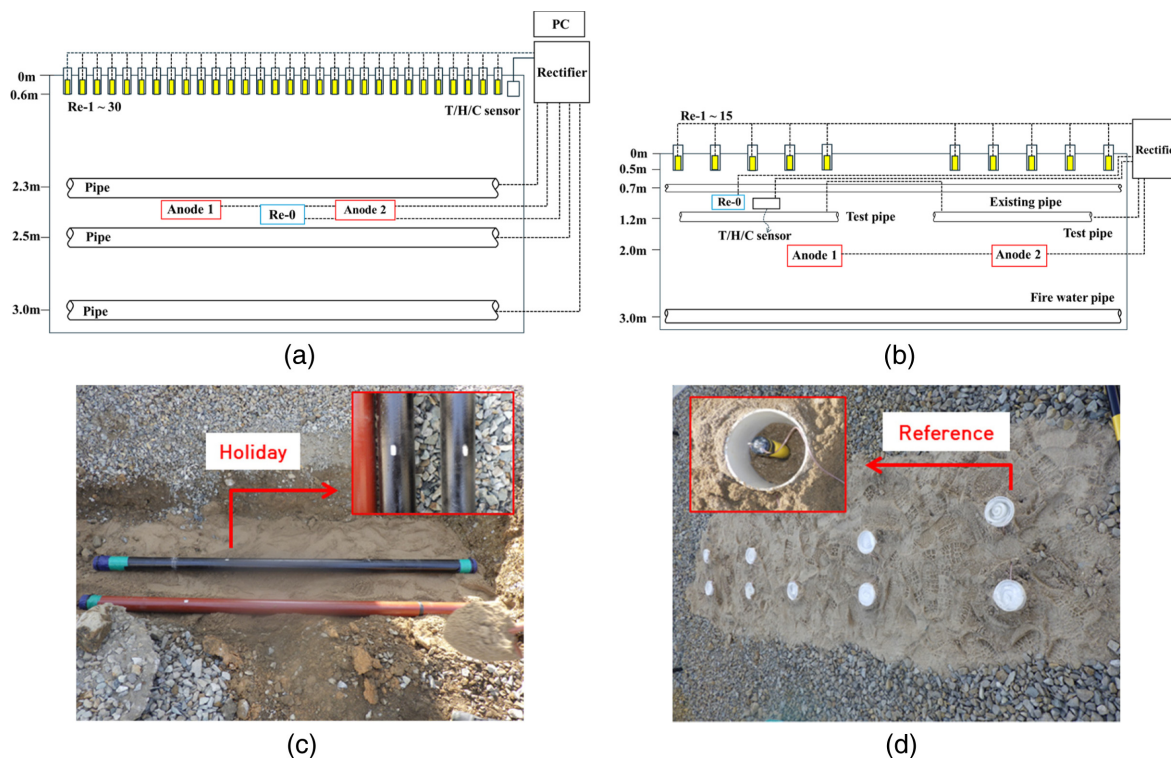 PC
Rectifier
0m
0.6m
Re-1 ~ 30
T/H/C sensor
2.3m
Pipe
Anode 1
Re-0
Anode 2
2.5m
Pipe
3.0m
Pipe
(a)
Re-1 ~ 15
Rectifier
0m
0.5m
0.7m
Re-0
Existing pipe
1.2m
Test pipe
T/H/C sensor
Test pipe
2.0m
Anode 1
Anode 2
Fire water pipe
3.0m
(b)
Holiday
(c)
Reference
(d)